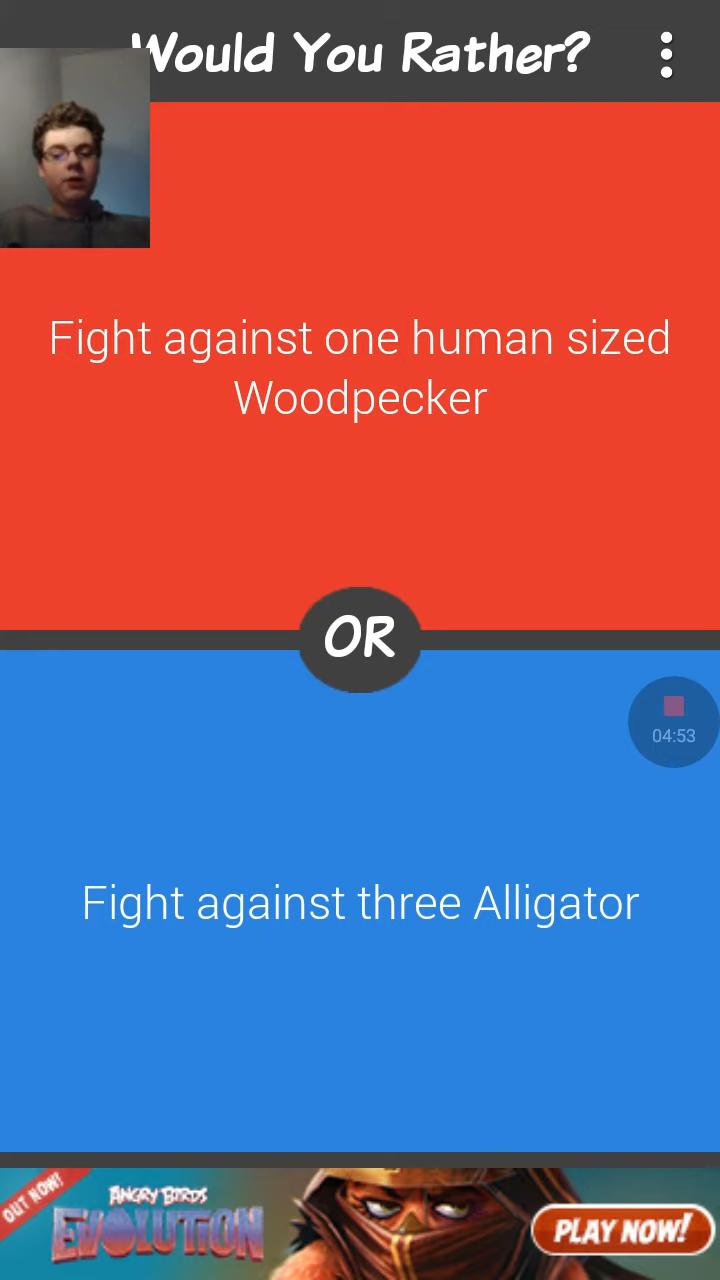 Would You Rather?
Fight against one human sized
Woodpecker
OR
04:53
Fight against three Alligator
OUT NOW!
ANGRY BIRDS
EVOLUTION
PLAY NOW!